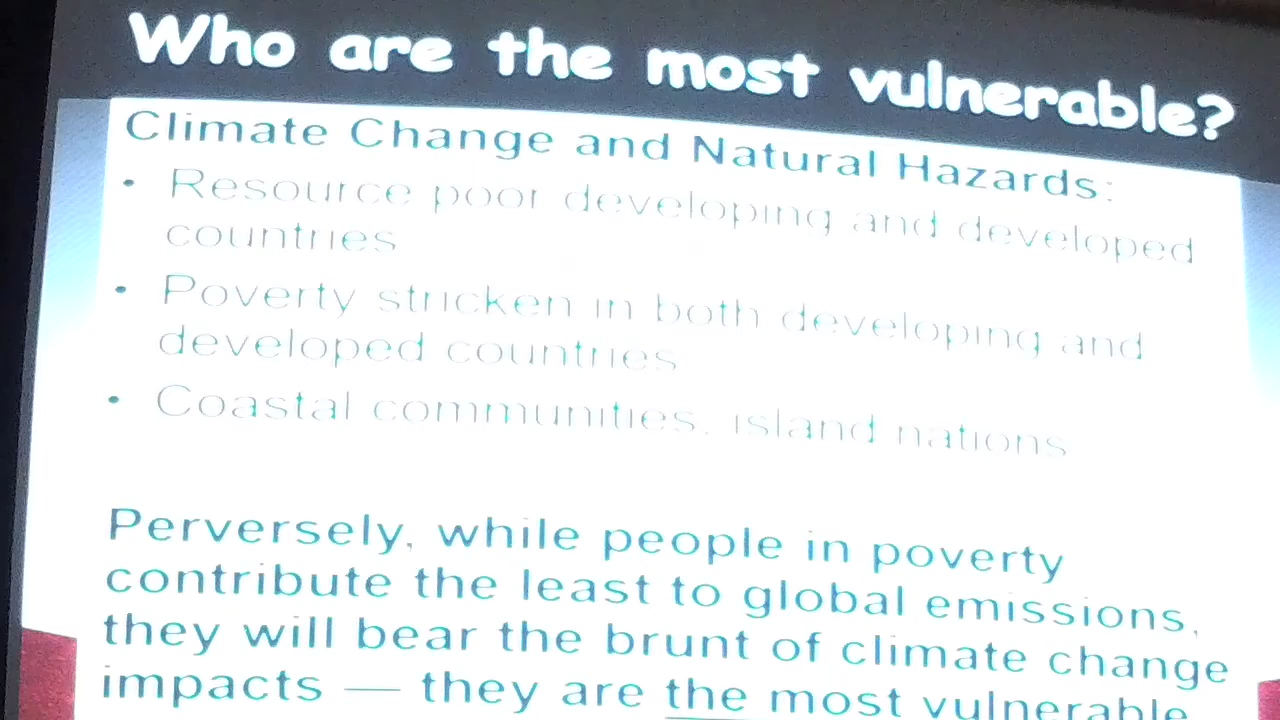 Who are the most vulnerable?
Climate Change and Natural Hazards:
• Resource poor developing and developed
countries
• Poverty stricken in both developing and
developed countries
• Coastal communities, island nations
Perversely, while people in poverty
contribute the least to global emissions,
they will bear the brunt of climate change
impacts — they are the most vulnerable